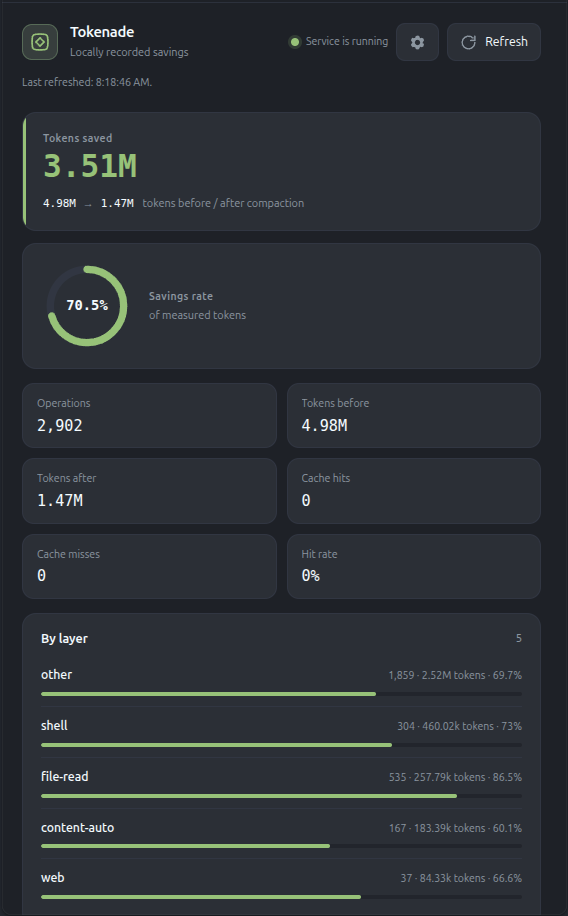 Tokenade
Locally recorded savings
Service is running
Refresh
Last refreshed: 8:18:46 AM.
Tokens saved
3.51M
4.98M → 1.47M tokens before / after compaction
70.5%
Savings rate
of measured tokens
Operations
2,902
Tokens before
4.98M
Tokens after
1.47M
Cache hits
0
Cache misses
0
Hit rate
0%
By layer 5
other 1,859 · 2.52M tokens · 69.7%
shell 304 · 460.02k tokens · 73%
file-read 535 · 257.79k tokens · 86.5%
content-auto 167 · 183.39k tokens · 60.1%
web 37 · 84.33k tokens · 66.6%